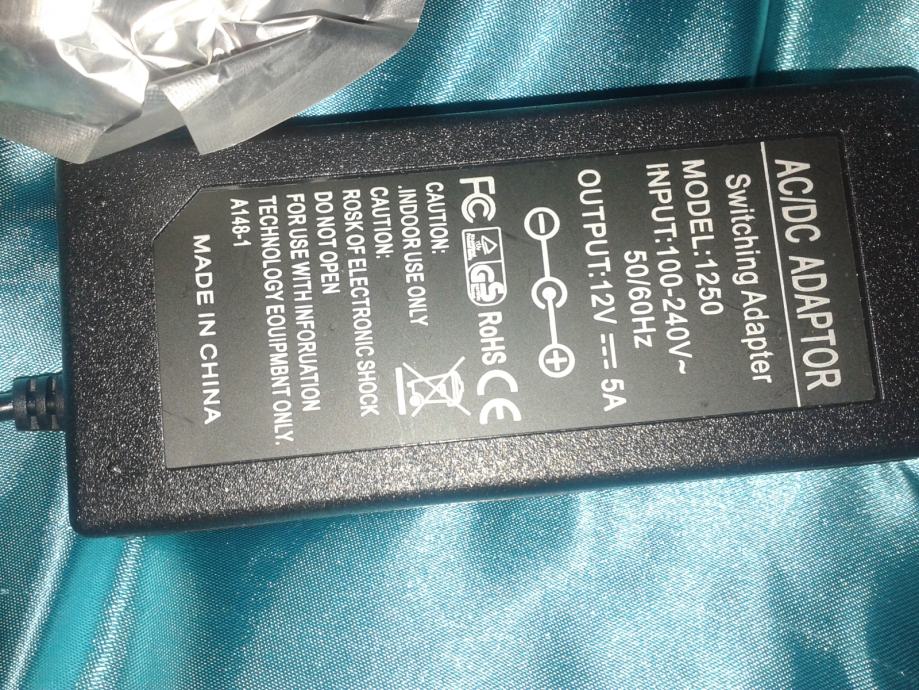 AC/DC ADAPTOR
Switching Adapter
MODEL:1250
INPUT:100-240V~
50/60Hz
OUTPUT:12V ⎓ 5A
FC GS RoHS CE
CAUTION:
.INDOOR USE ONLY
CAUTION:
ROSK OF ELECTRONIC SHOCK
DO NOT OPEN
FOR USE WITH INFORUATION
TECHNOLOGY EQUIPMBNT ONLY.
A148-1
MADE IN CHINA